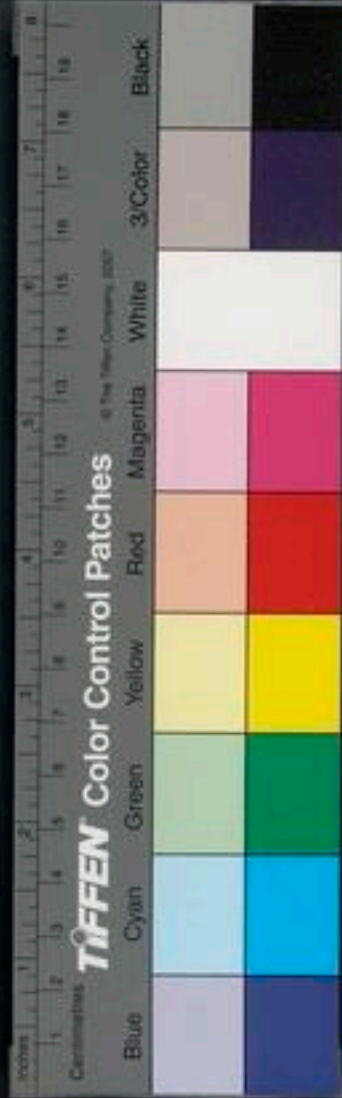 Inches 1 2 3 4 5 6 7 8
Centimetres 1 2 3 4 5 6 7 8 9 10 11 12 13 14 15 16 17 18 19
TIFFEN® Color Control Patches © The Tiffen Company, 2007
Blue Cyan Green Yellow Red Magenta White 3/Color Black